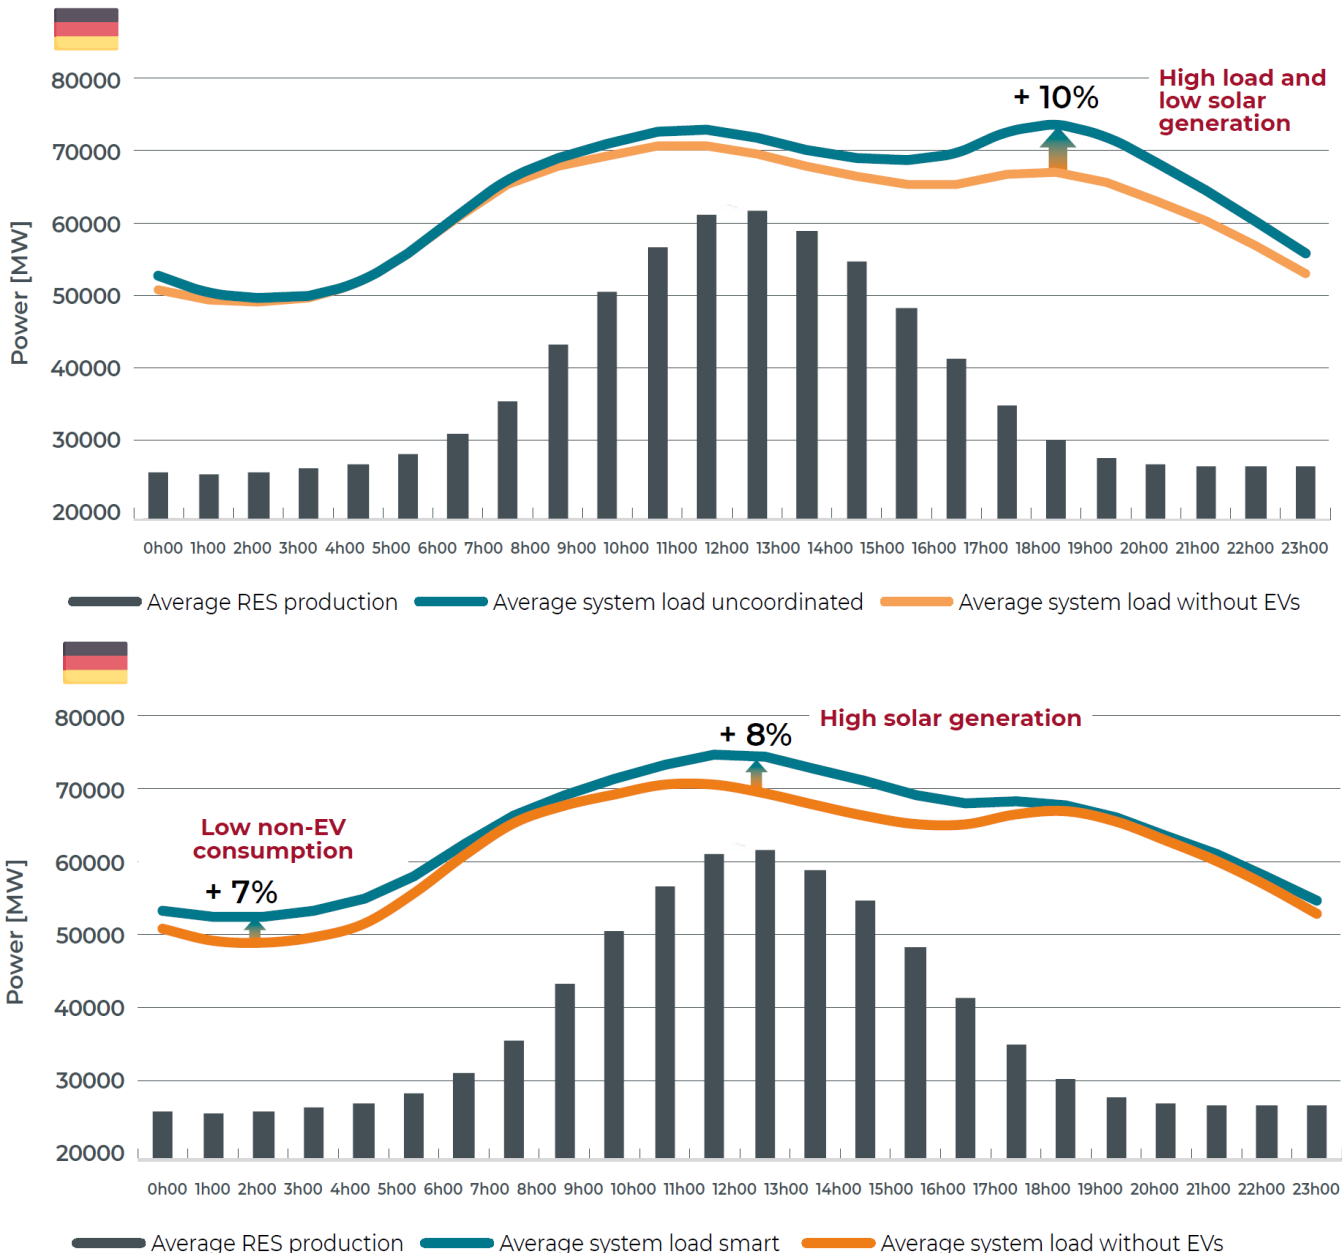 80000
70000
60000
50000
40000
30000
20000
Power [MW]
+ 10%
High load and
low solar
generation
0h00 1h00 2h00 3h00 4h00 5h00 6h00 7h00 8h00 9h00 10h00 11h00 12h00 13h00 14h00 15h00 16h00 17h00 18h00 19h00 20h00 21h00 22h00 23h00
Average RES production Average system load uncoordinated Average system load without EVs
80000
70000
60000
50000
40000
30000
20000
Power [MW]
High solar generation
+ 8%
Low non-EV
consumption
+ 7%
0h00 1h00 2h00 3h00 4h00 5h00 6h00 7h00 8h00 9h00 10h00 11h00 12h00 13h00 14h00 15h00 16h00 17h00 18h00 19h00 20h00 21h00 22h00 23h00
Average RES production Average system load smart Average system load without EVs